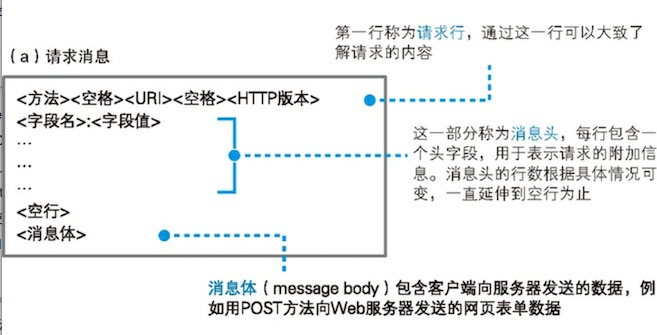 第一行称为请求行，通过这一行可以大致了
解请求的内容
（a）请求消息
<方法><空格><URI><空格><HTTP版本>
<字段名>:<字段值>
…
…
…
<空行>
<消息体>
这一部分称为消息头，每行包含一
个头字段，用于表示请求的附加信
息。消息头的行数根据具体情况可
变，一直延伸到空行为止
消息体（message body）包含客户端向服务器发送的数据，例
如用POST方法向Web服务器发送的网页表单数据